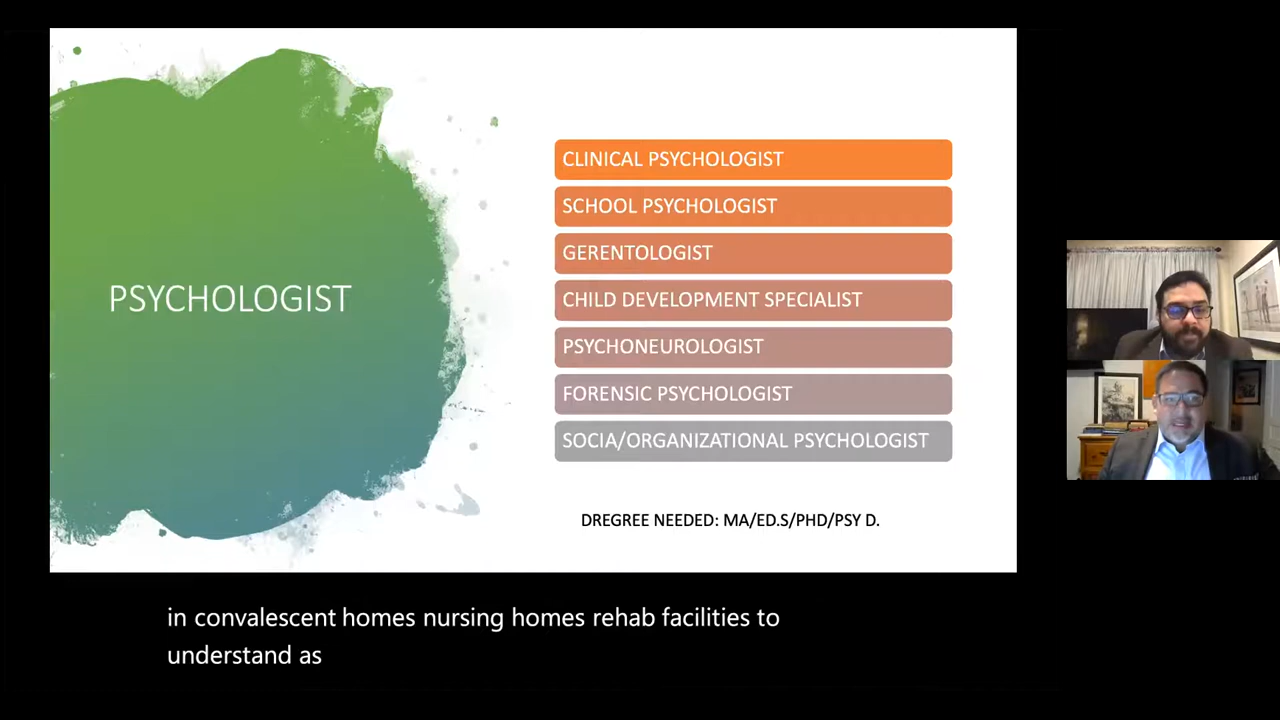 PSYCHOLOGIST
CLINICAL PSYCHOLOGIST
SCHOOL PSYCHOLOGIST
GERENTOLOGIST
CHILD DEVELOPMENT SPECIALIST
PSYCHONEUROLOGIST
FORENSIC PSYCHOLOGIST
SOCIA/ORGANIZATIONAL PSYCHOLOGIST
DREGREE NEEDED: MA/ED.S/PHD/PSY D.
in convalescent homes nursing homes rehab facilities to
understand as